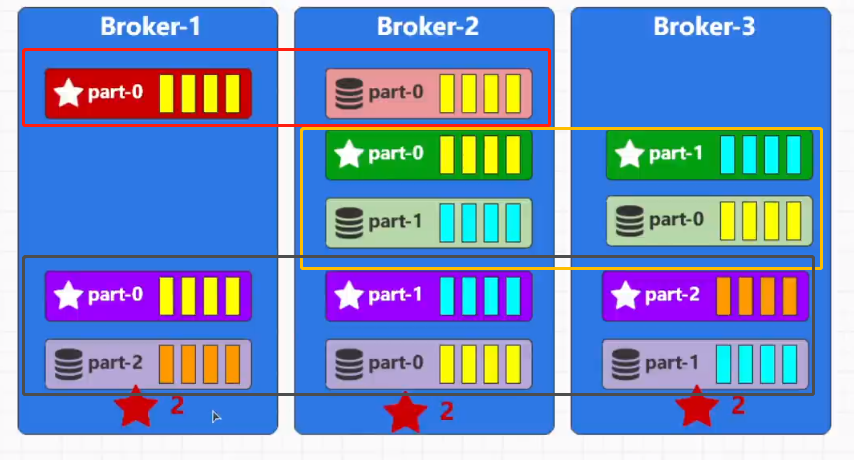 Broker-1 Broker-2 Broker-3
part-0 part-0
part-0 part-1
part-1 part-0
part-0 part-1 part-2
part-2 part-0 part-1
2 2 2